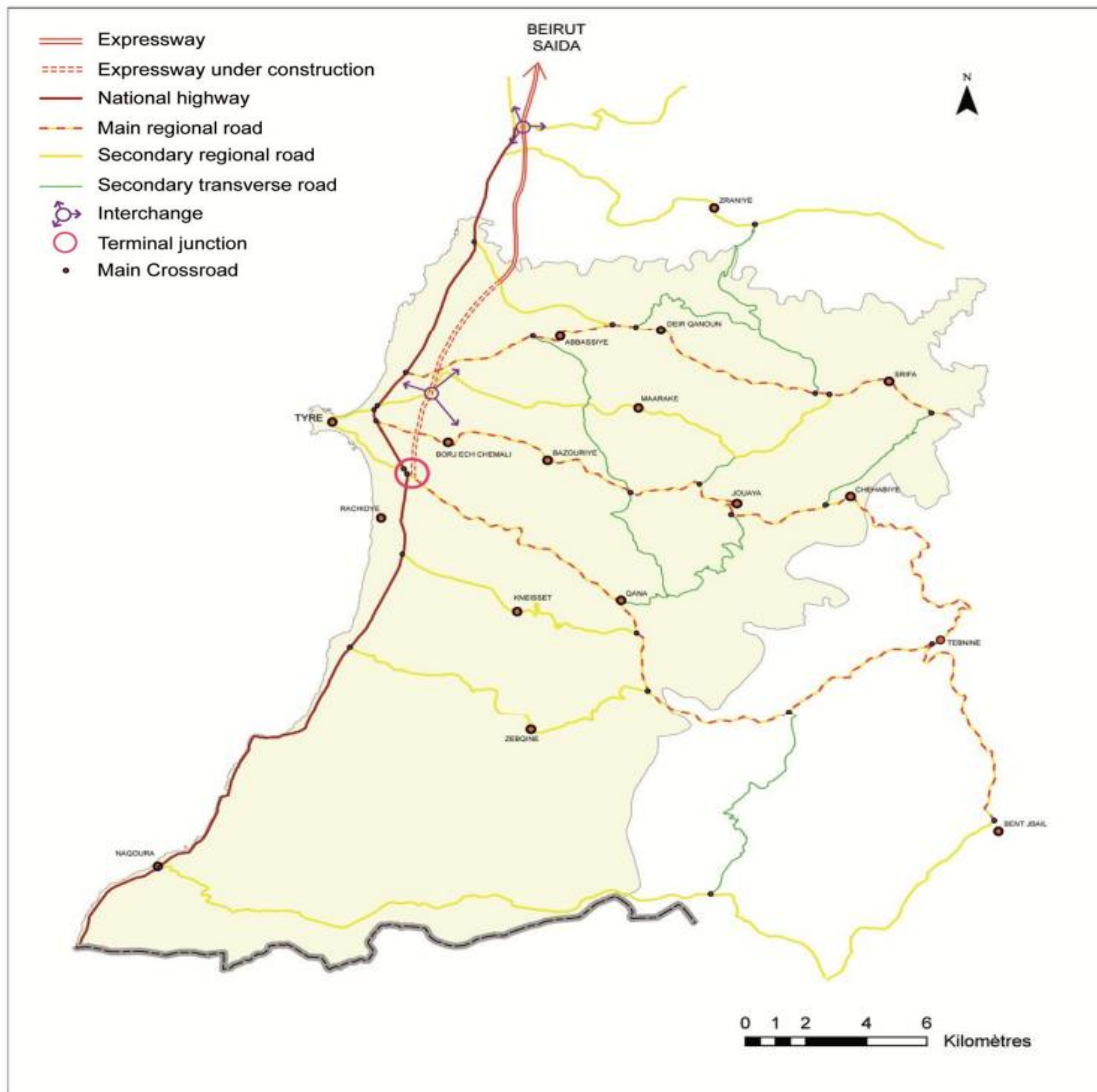 BEIRUT
SAIDA
Expressway
Expressway under construction
National highway
Main regional road
Secondary regional road
Secondary transverse road
Interchange
Terminal junction
Main Crossroad
N
ZRANIYE
DEIR QANOUN
ABBASSIYE
SRIFA
MAARAKE
TYRE
BORJ ECH CHEMALI
BAZOURIYE
JOUAYA
CHEHABIYE
RACHIDYE
KNEISSET
QANA
TEBNINE
ZEBQINE
BENT JBAIL
NAQOURA
0 1 2 4 6
Kilomètres